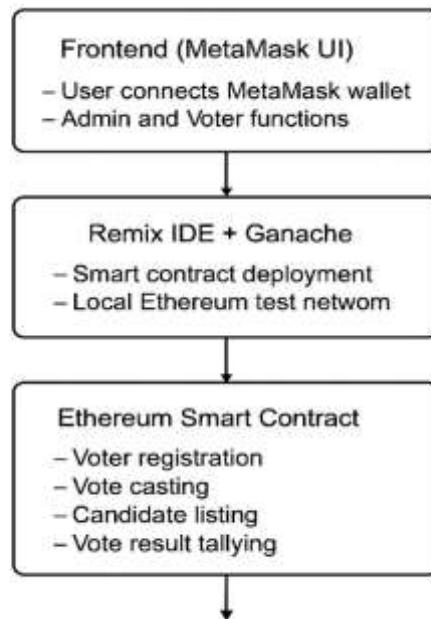 Frontend (MetaMask UI)
– User connects MetaMask wallet
– Admin and Voter functions
Remix IDE + Ganache
– Smart contract deployment
– Local Ethereum test networn
Ethereum Smart Contract
– Voter registration
– Vote casting
– Candidate listing
– Vote result tallying